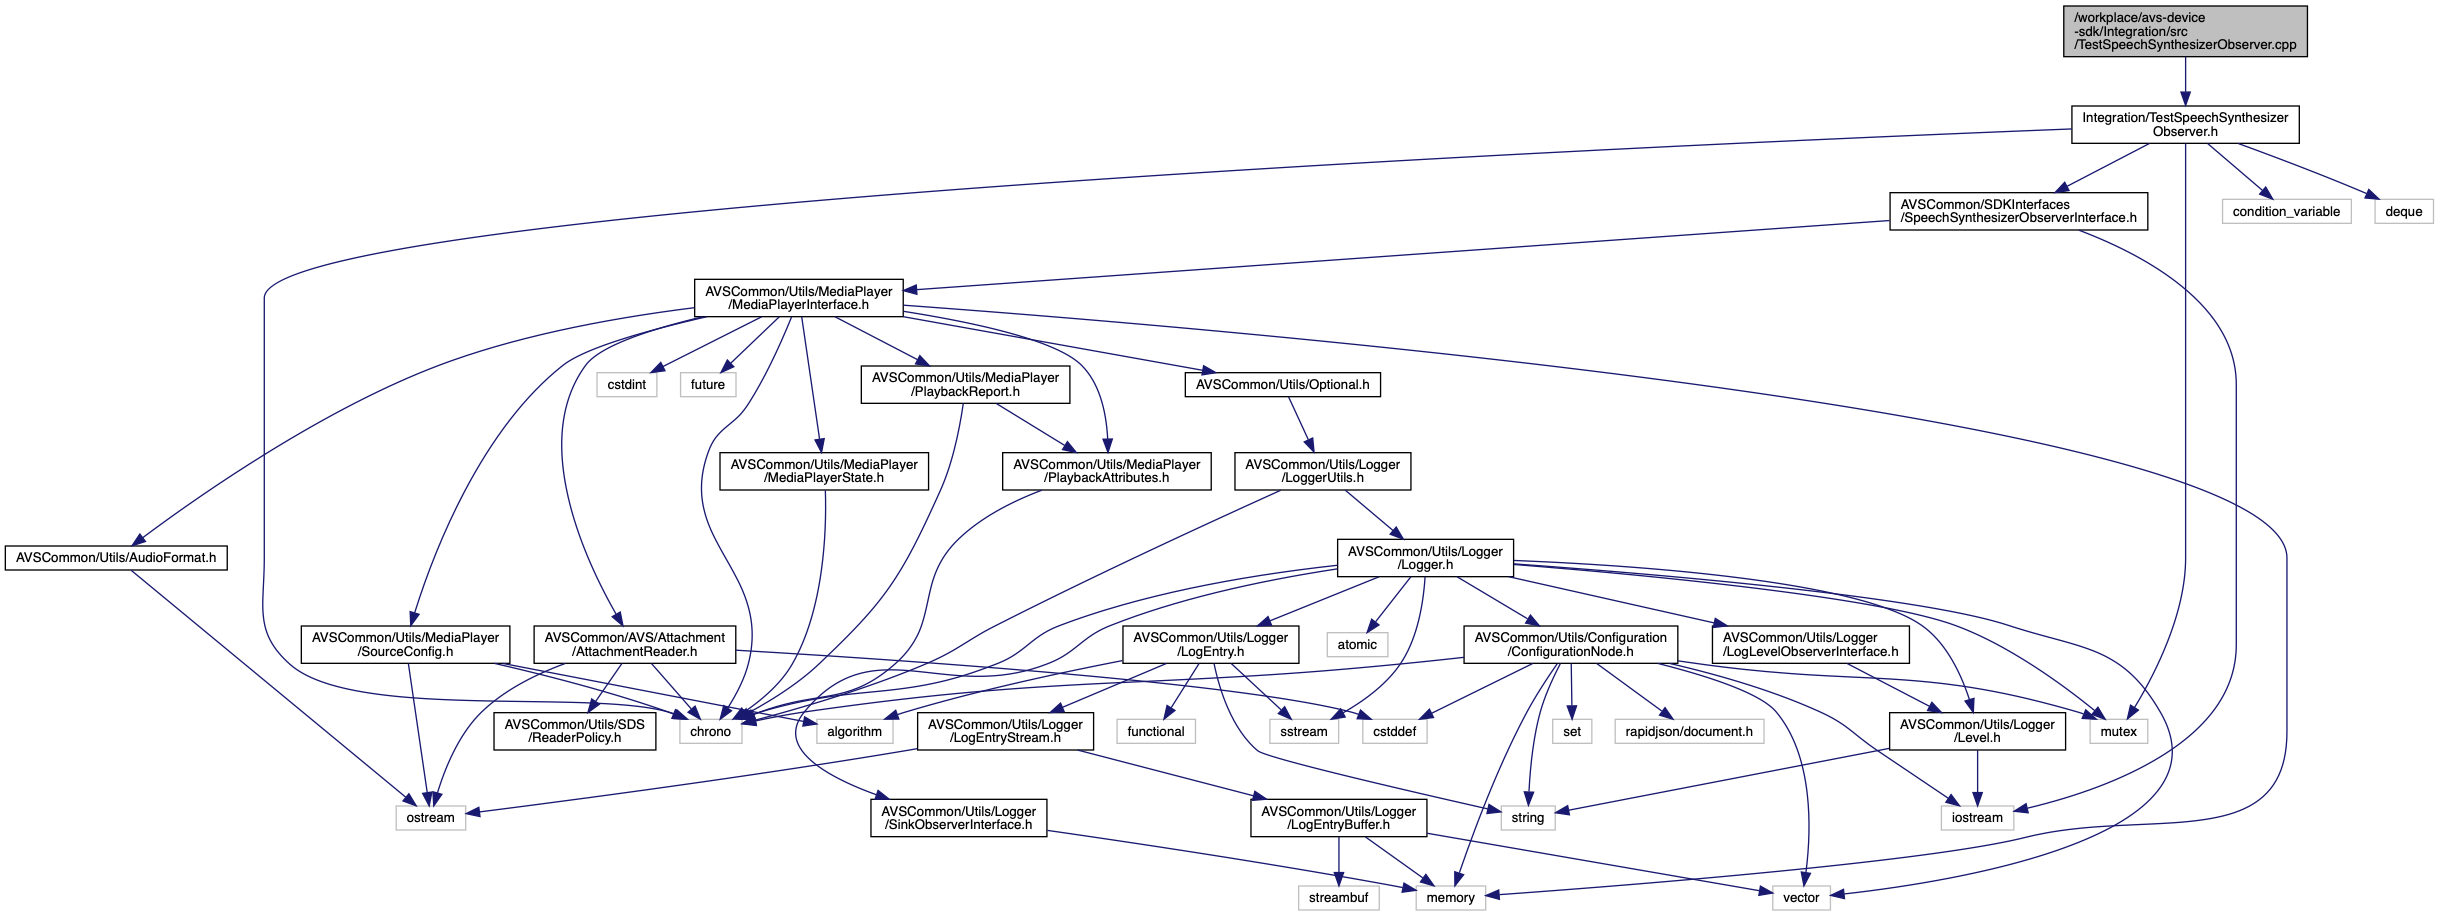 /workplace/avs-device
-sdk/Integration/src
/TestSpeechSynthesizerObserver.cpp
Integration/TestSpeechSynthesizer
Observer.h
AVSCommon/SDKInterfaces
/SpeechSynthesizerObserverInterface.h
condition_variable
deque
AVSCommon/Utils/MediaPlayer
/MediaPlayerInterface.h
cstdint
future
AVSCommon/Utils/MediaPlayer
/PlaybackReport.h
AVSCommon/Utils/Optional.h
AVSCommon/Utils/MediaPlayer
/MediaPlayerState.h
AVSCommon/Utils/MediaPlayer
/PlaybackAttributes.h
AVSCommon/Utils/Logger
/LoggerUtils.h
AVSCommon/Utils/AudioFormat.h
AVSCommon/Utils/Logger
/Logger.h
AVSCommon/Utils/MediaPlayer
/SourceConfig.h
AVSCommon/AVS/Attachment
/AttachmentReader.h
AVSCommon/Utils/Logger
/LogEntry.h
atomic
AVSCommon/Utils/Configuration
/ConfigurationNode.h
AVSCommon/Utils/Logger
/LogLevelObserverInterface.h
AVSCommon/Utils/SDS
/ReaderPolicy.h
chrono
algorithm
AVSCommon/Utils/Logger
/LogEntryStream.h
functional
sstream
cstddef
set
rapidjson/document.h
AVSCommon/Utils/Logger
/Level.h
mutex
ostream
AVSCommon/Utils/Logger
/SinkObserverInterface.h
AVSCommon/Utils/Logger
/LogEntryBuffer.h
string
iostream
streambuf
memory
vector